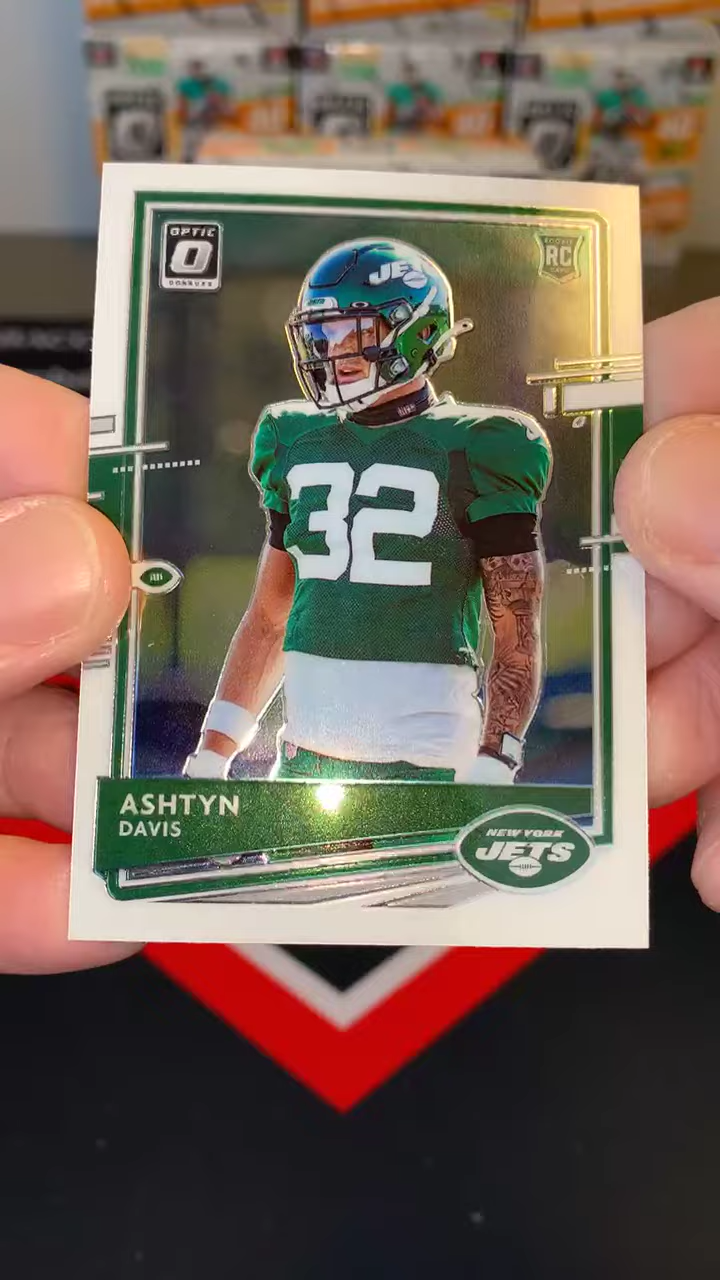 OPTIC
O
DONRUSS
ROOKIE
RC
CARD
JETS
32
ASHTYN
DAVIS
NEW YORK
JETS